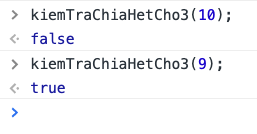 > kiemTraChiaHetCho3(10);
< false
> kiemTraChiaHetCho3(9);
< true
>